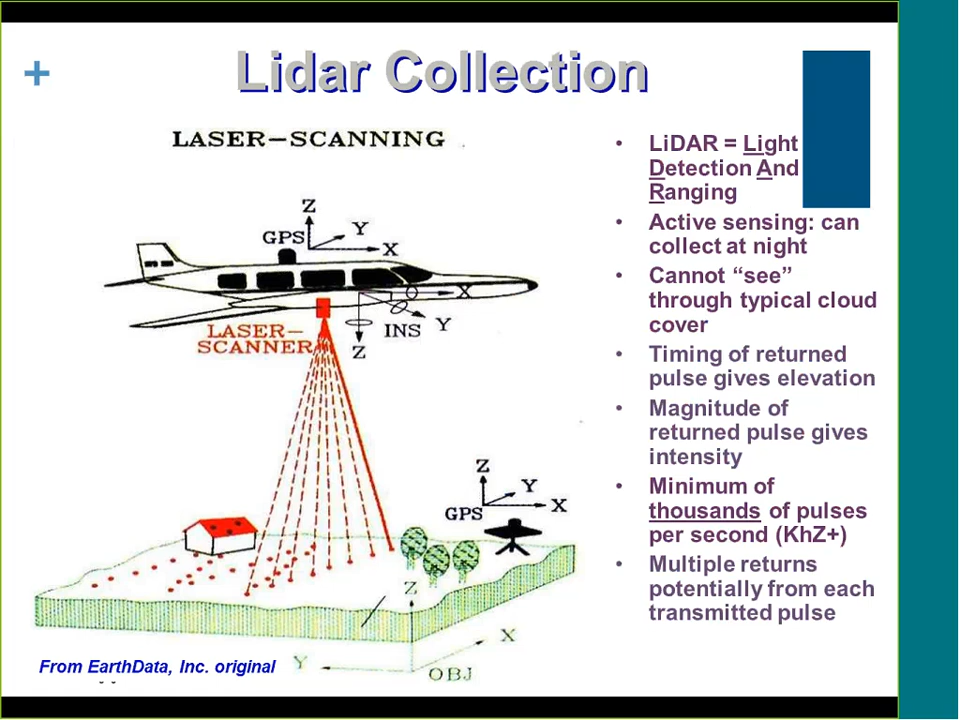 +
Lidar Collection
LASER-SCANNING
Z
Y
GPS
X
X
Y
INS
Z
LASER-
SCANNER
Z
Y
X
GPS
Z
X
Y
OBJ
From EarthData, Inc. original
• LiDAR = Light
Detection And
Ranging
• Active sensing: can
collect at night
• Cannot “see”
through typical cloud
cover
• Timing of returned
pulse gives elevation
• Magnitude of
returned pulse gives
intensity
• Minimum of
thousands of pulses
per second (KhZ+)
• Multiple returns
potentially from each
transmitted pulse